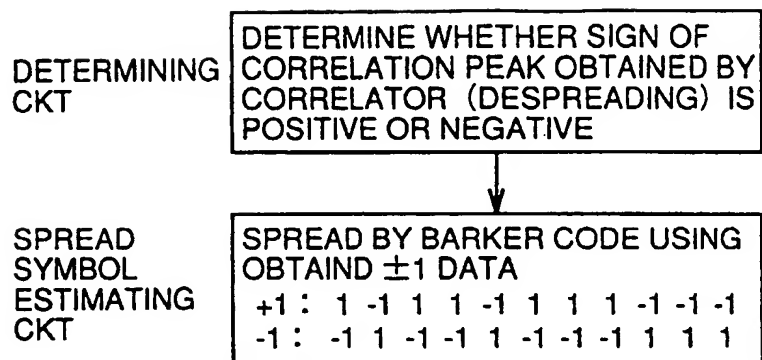 DETERMINING
CKT
DETERMINE WHETHER SIGN OF
CORRELATION PEAK OBTAINED BY
CORRELATOR (DESPREADING) IS
POSITIVE OR NEGATIVE
SPREAD
SYMBOL
ESTIMATING
CKT
SPREAD BY BARKER CODE USING
OBTAIND ±1 DATA
+1 : 1 -1 1 1 -1 1 1 1 -1 -1 -1
-1 : -1 1 -1 -1 1 -1 -1 -1 1 1 1